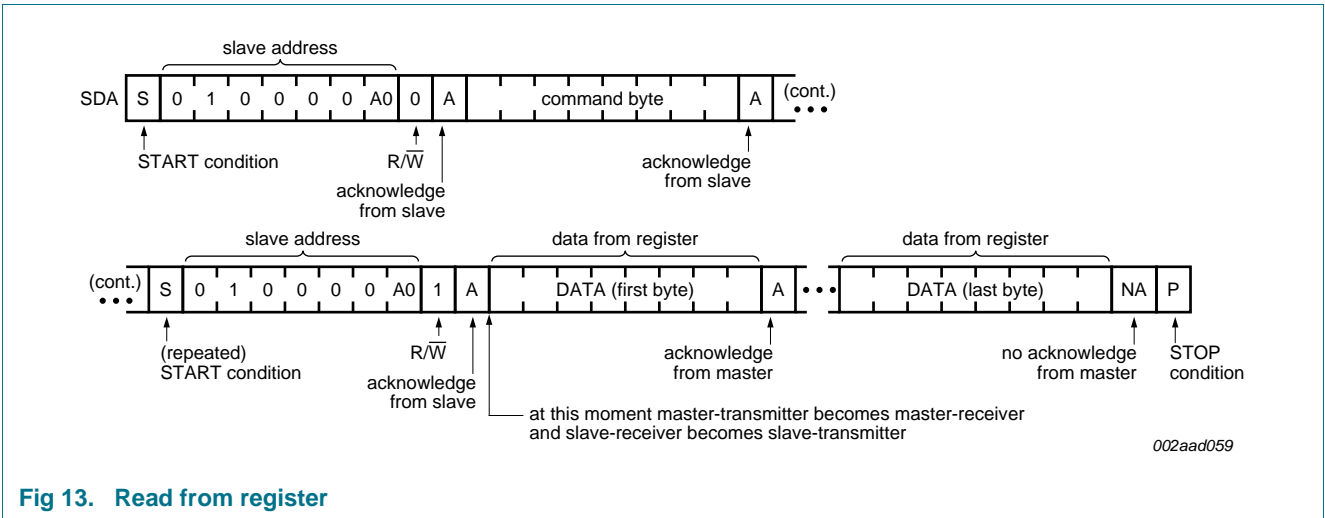 slave address
SDA S 0 1 0 0 0 0 A0 0 A command byte A (cont.)
START condition R/W̅ acknowledge from slave acknowledge from slave
slave address data from register data from register
(cont.) S 0 1 0 0 0 0 A0 1 A DATA (first byte) A DATA (last byte) NA P
(repeated)
START condition
R/W̅
acknowledge
from slave
acknowledge
from master
no acknowledge
from master
STOP
condition
at this moment master-transmitter becomes master-receiver
and slave-receiver becomes slave-transmitter
002aad059
Fig 13. Read from register